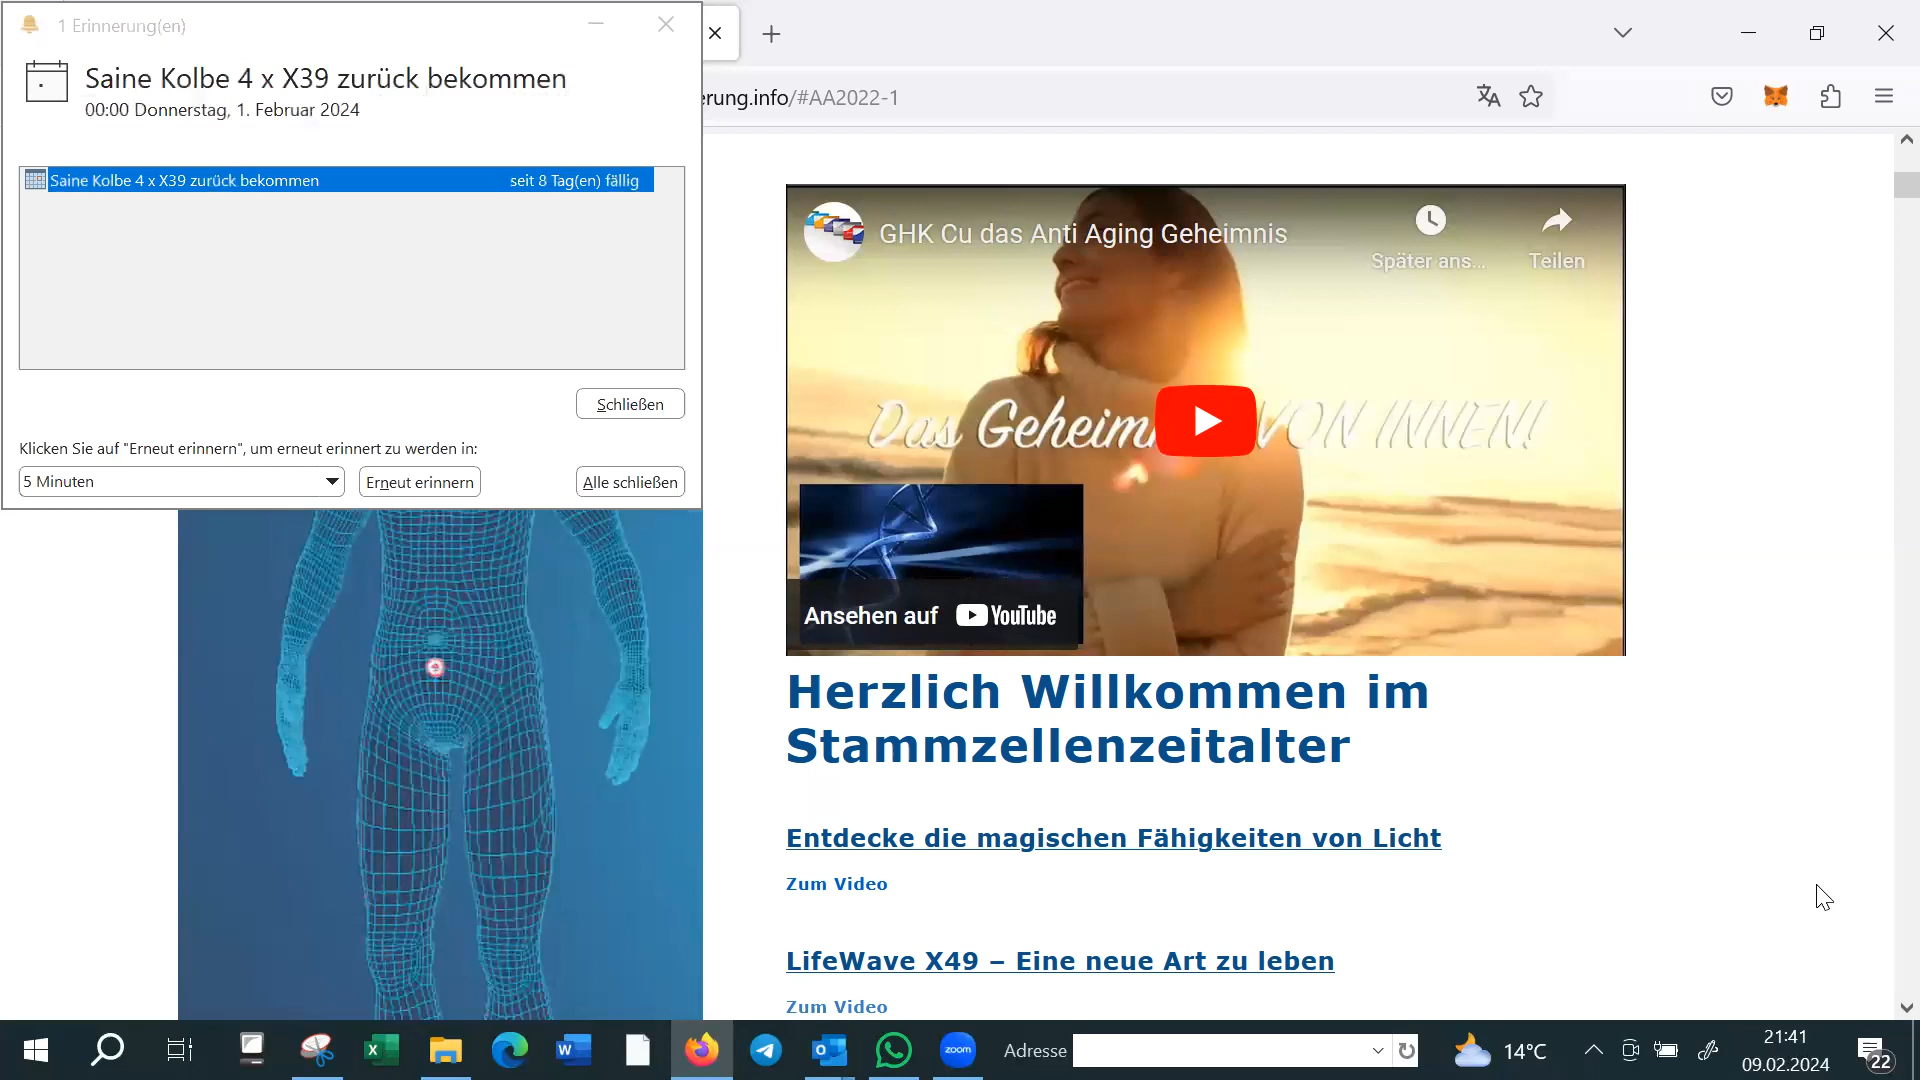 1 Erinnerung(en)
Saine Kolbe 4 x X39 zurück bekommen
00:00 Donnerstag, 1. Februar 2024
Saine Kolbe 4 x X39 zurück bekommen seit 8 Tag(en) fällig
Schließen
Klicken Sie auf "Erneut erinnern", um erneut erinnert zu werden in:
5 Minuten
Erneut erinnern
Alle schließen
erung.info/#AA2022-1
GHK Cu das Anti Aging Geheimnis
Später ans...
Teilen
Das Geheim VON INNEN!
Ansehen auf YouTube
Herzlich Willkommen im
Stammzellenzeitalter
Entdecke die magischen Fähigkeiten von Licht
Zum Video
LifeWave X49 – Eine neue Art zu leben
Zum Video
zoom
Adresse
14°C
21:41
09.02.2024
22